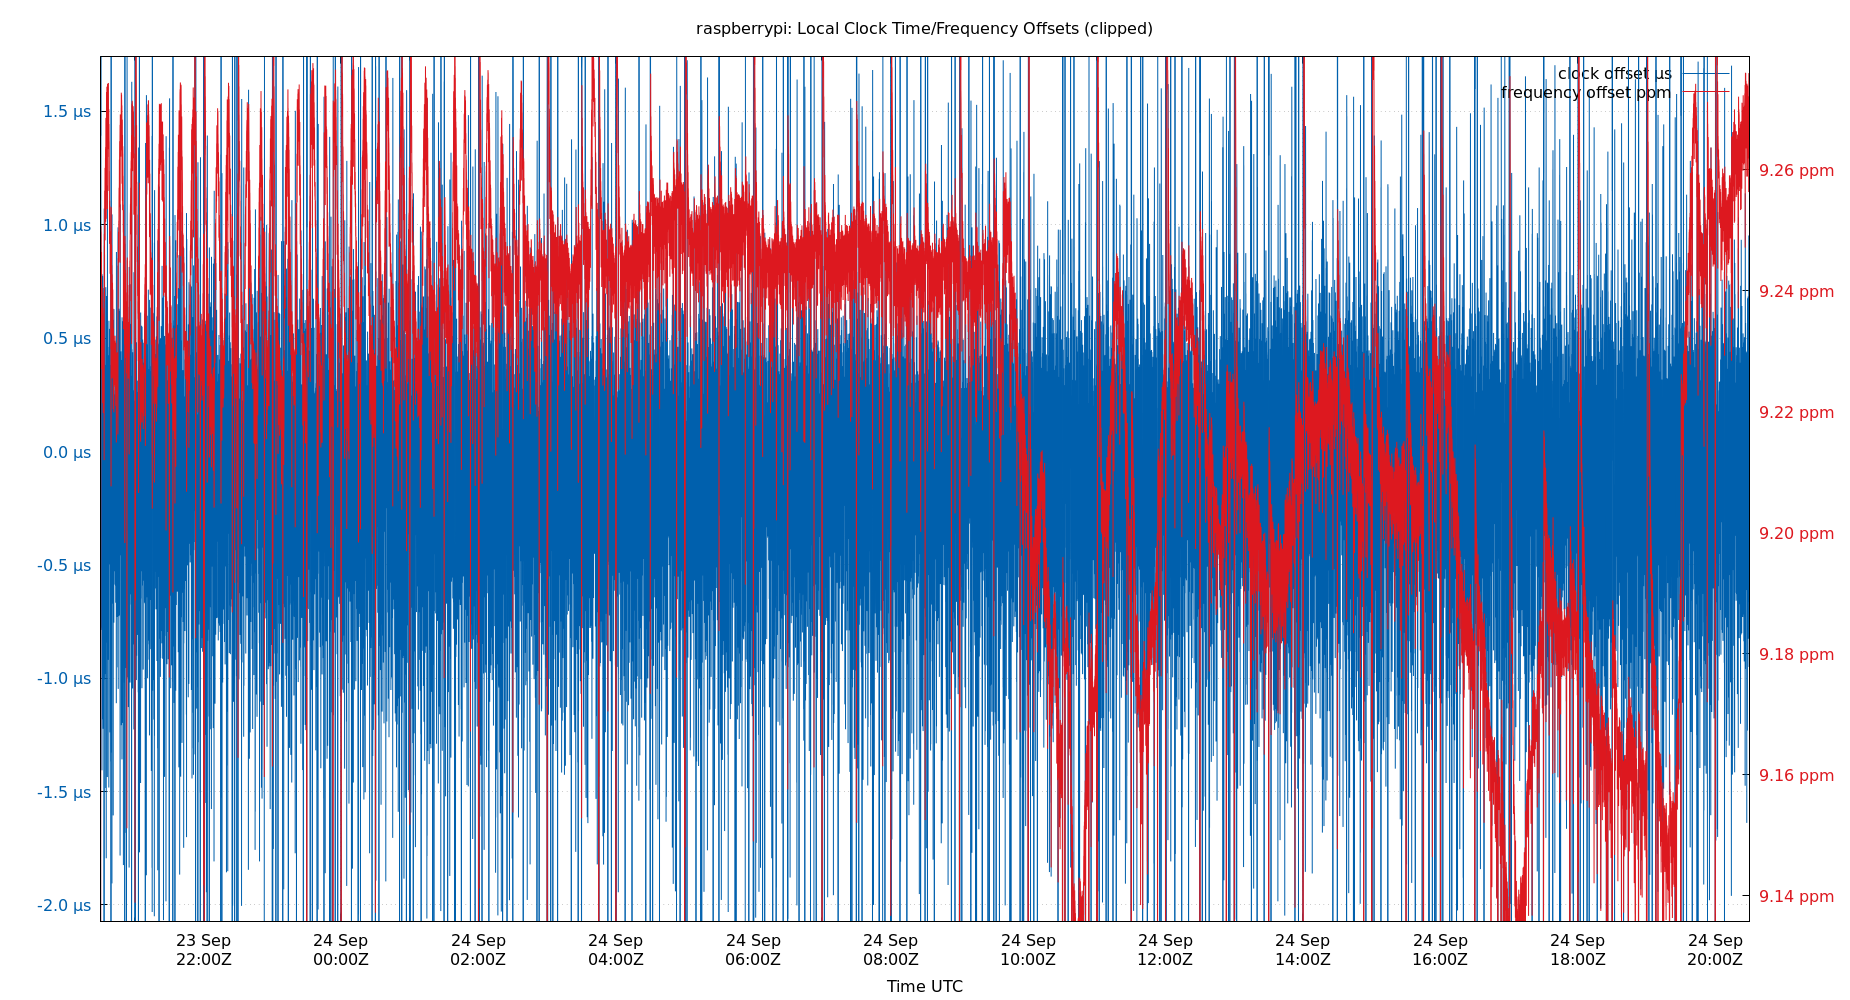 raspberrypi: Local Clock Time/Frequency Offsets (clipped)
clock offset µs
frequency offset ppm
1.5 µs
1.0 µs
0.5 µs
0.0 µs
-0.5 µs
-1.0 µs
-1.5 µs
-2.0 µs
9.26 ppm
9.24 ppm
9.22 ppm
9.20 ppm
9.18 ppm
9.16 ppm
9.14 ppm
23 Sep 24 Sep 24 Sep 24 Sep 24 Sep 24 Sep 24 Sep 24 Sep 24 Sep 24 Sep 24 Sep 24 Sep
22:00Z 00:00Z 02:00Z 04:00Z 06:00Z 08:00Z 10:00Z 12:00Z 14:00Z 16:00Z 18:00Z 20:00Z
Time UTC